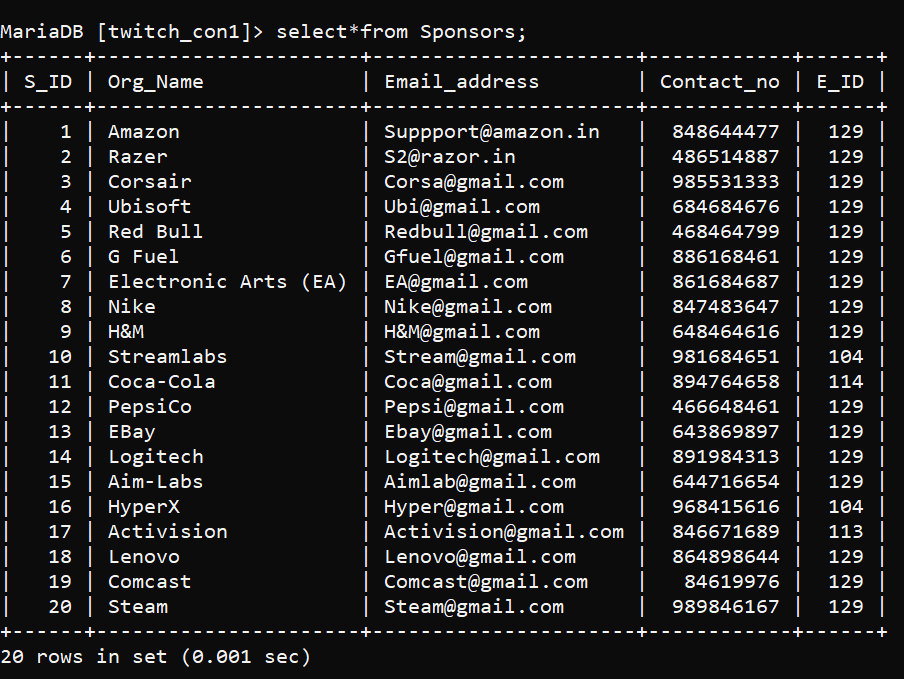 MariaDB [twitch_con1]> select*from Sponsors;
+------+----------------------+----------------------+------------+------+
| S_ID | Org_Name             | Email_address        | Contact_no | E_ID |
+------+----------------------+----------------------+------------+------+
|    1 | Amazon               | Suppport@amazon.in   |  848644477 |  129 |
|    2 | Razer                | S2@razor.in          |  486514887 |  129 |
|    3 | Corsair              | Corsa@gmail.com      |  985531333 |  129 |
|    4 | Ubisoft              | Ubi@gmail.com        |  684684676 |  129 |
|    5 | Red Bull             | Redbull@gmail.com    |  468464799 |  129 |
|    6 | G Fuel               | Gfuel@gmail.com      |  886168461 |  129 |
|    7 | Electronic Arts (EA) | EA@gmail.com         |  861684687 |  129 |
|    8 | Nike                 | Nike@gmail.com       |  847483647 |  129 |
|    9 | H&M                  | H&M@gmail.com        |  648464616 |  129 |
|   10 | Streamlabs           | Stream@gmail.com     |  981684651 |  104 |
|   11 | Coca-Cola            | Coca@gmail.com       |  894764658 |  114 |
|   12 | PepsiCo              | Pepsi@gmail.com      |  466648461 |  129 |
|   13 | EBay                 | Ebay@gmail.com       |  643869897 |  129 |
|   14 | Logitech             | Logitech@gmail.com   |  891984313 |  129 |
|   15 | Aim-Labs             | Aimlab@gmail.com     |  644716654 |  129 |
|   16 | HyperX               | Hyper@gmail.com      |  968415616 |  104 |
|   17 | Activision           | Activision@gmail.com |  846671689 |  113 |
|   18 | Lenovo               | Lenovo@gmail.com     |  864898644 |  129 |
|   19 | Comcast              | Comcast@gmail.com    |   84619976 |  129 |
|   20 | Steam                | Steam@gmail.com      |  989846167 |  129 |
+------+----------------------+----------------------+------------+------+
20 rows in set (0.001 sec)